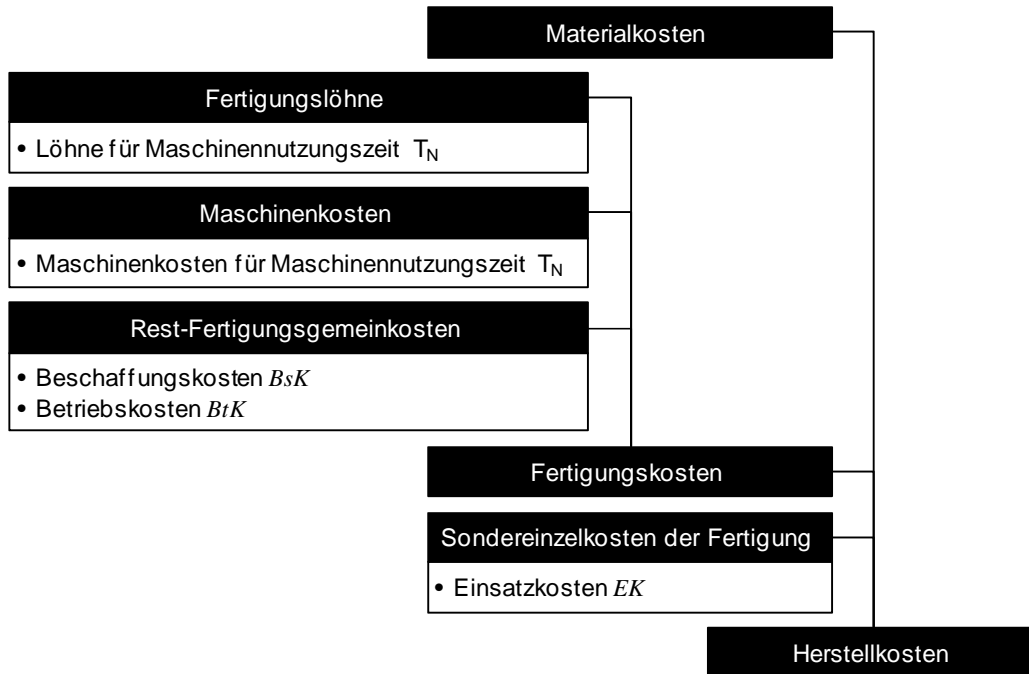 Materialkosten
Fertigungslöhne
• Löhne für Maschinennutzungszeit T_N
Maschinenkosten
• Maschinenkosten für Maschinennutzungszeit T_N
Rest-Fertigungsgemeinkosten
• Beschaffungskosten BsK
• Betriebskosten BtK
Fertigungskosten
Sondereinzelkosten der Fertigung
• Einsatzkosten EK
Herstellkosten